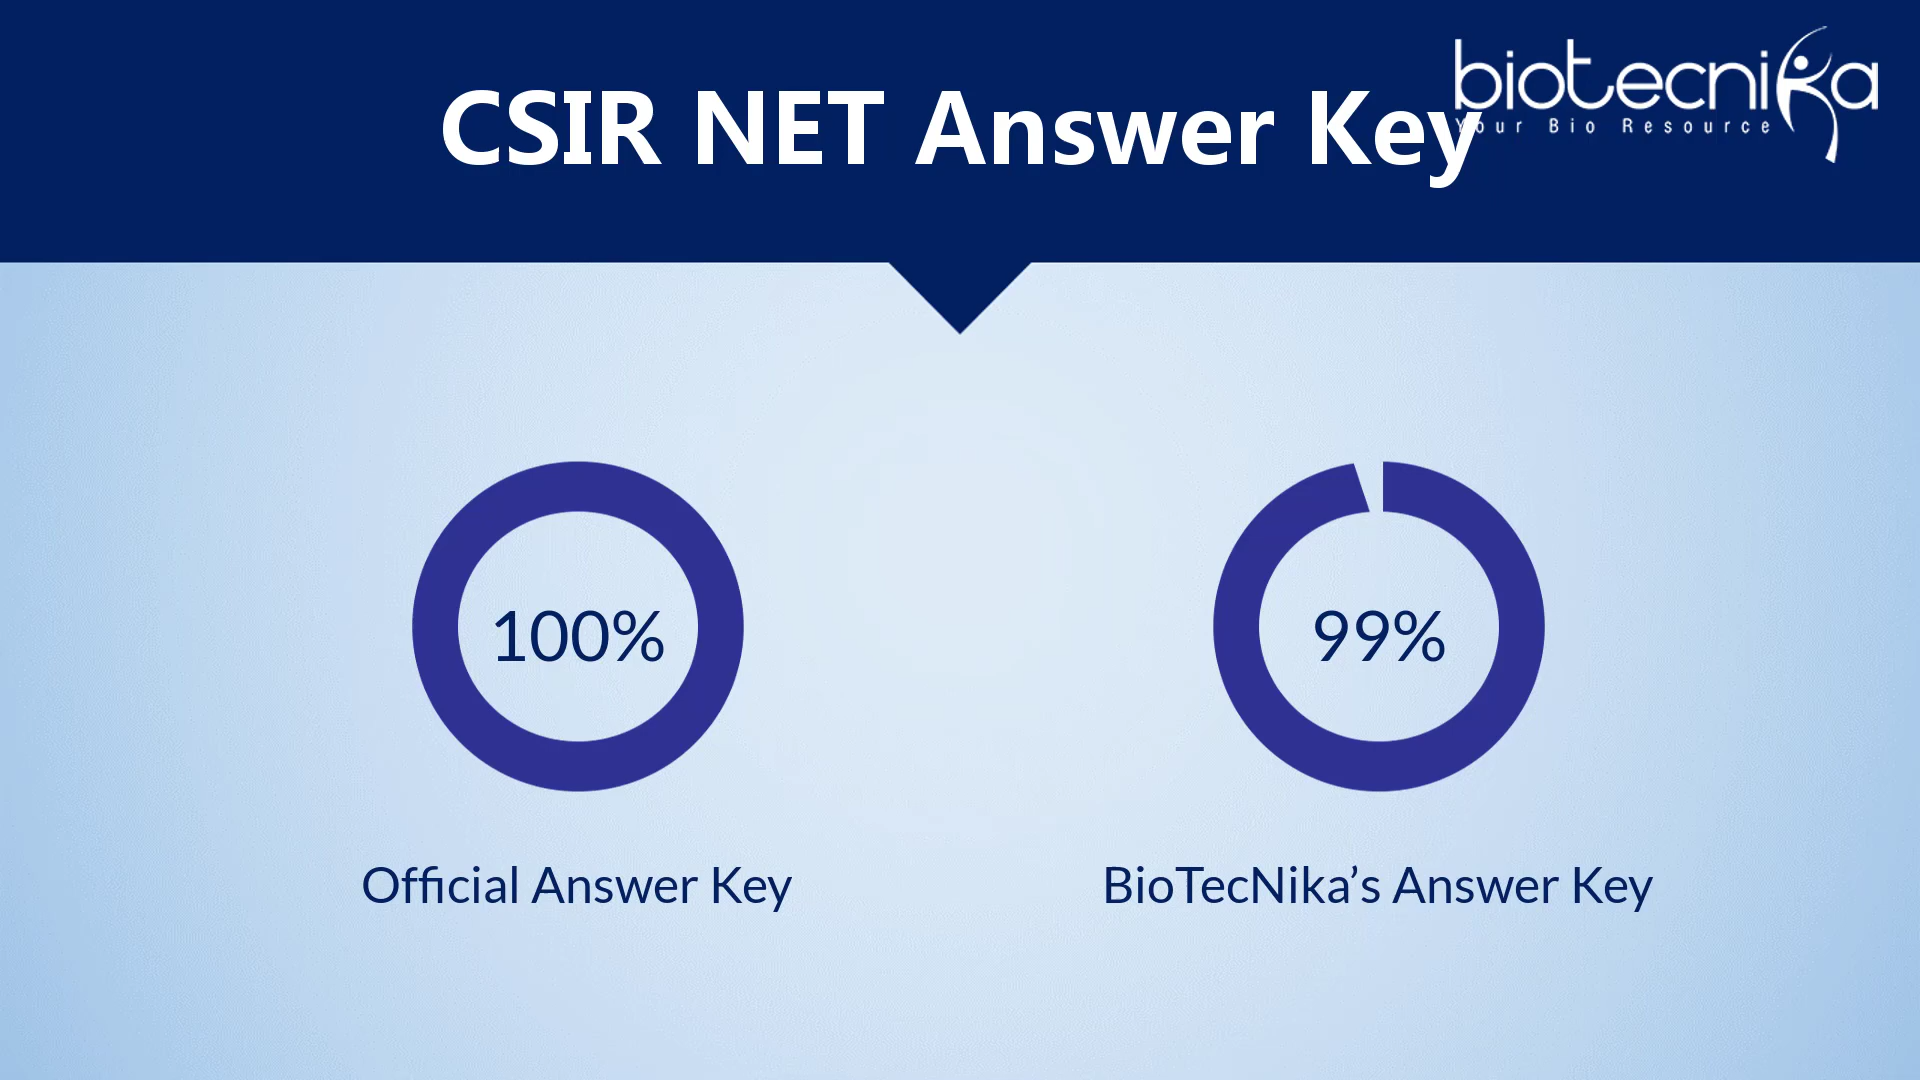 CSIR NET Answer Key
biotecnika
Your Bio Resource
100%
99%
Official Answer Key
BioTecNika’s Answer Key